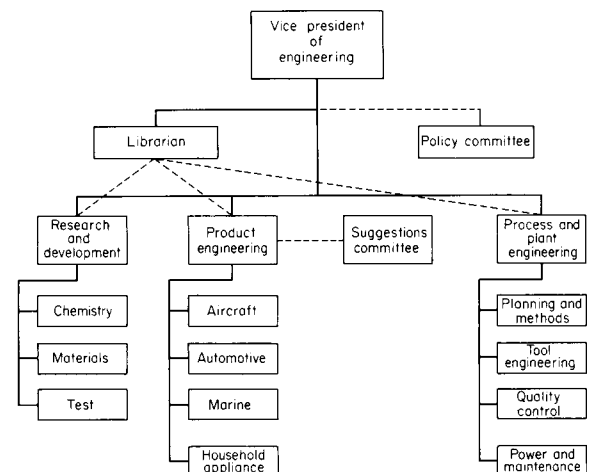 Vice president
of
engineering
Librarian
Policy committee
Research
and
development
Product
engineering
Suggestions
committee
Process and
plant
engineering
Chemistry
Aircraft
Planning and
methods
Materials
Automotive
Tool
engineering
Test
Marine
Quality
control
Household
appliance
Power and
maintenance